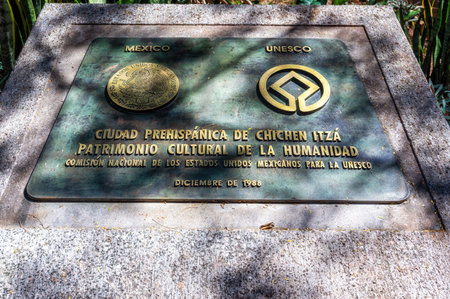 MEXICO UNESCO
CIUDAD PREHISPÁNICA DE CHICHEN ITZÁ
PATRIMONIO CULTURAL DE LA HUMANIDAD
COMISIÓN NACIONAL DE LOS ESTADOS UNIDOS MEXICANOS PARA LA UNESCO
DICIEMBRE DE 1988